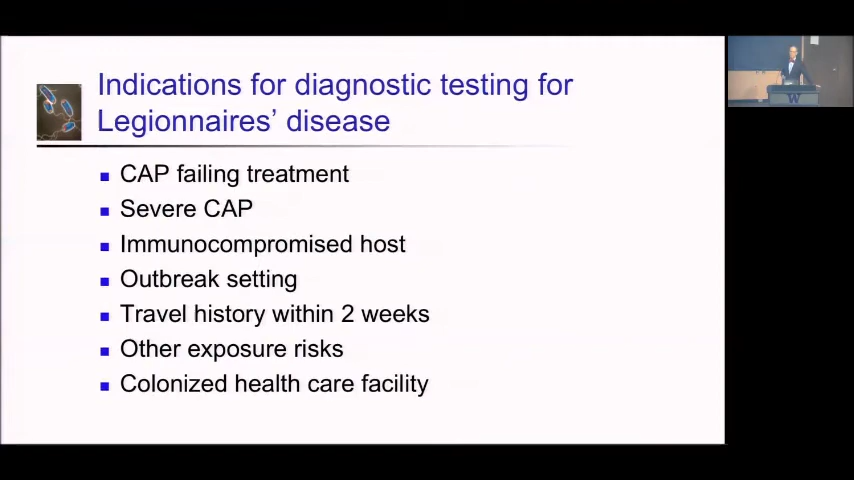 Indications for diagnostic testing for
Legionnaires' disease
CAP failing treatment
Severe CAP
Immunocompromised host
Outbreak setting
Travel history within 2 weeks
Other exposure risks
Colonized health care facility
W